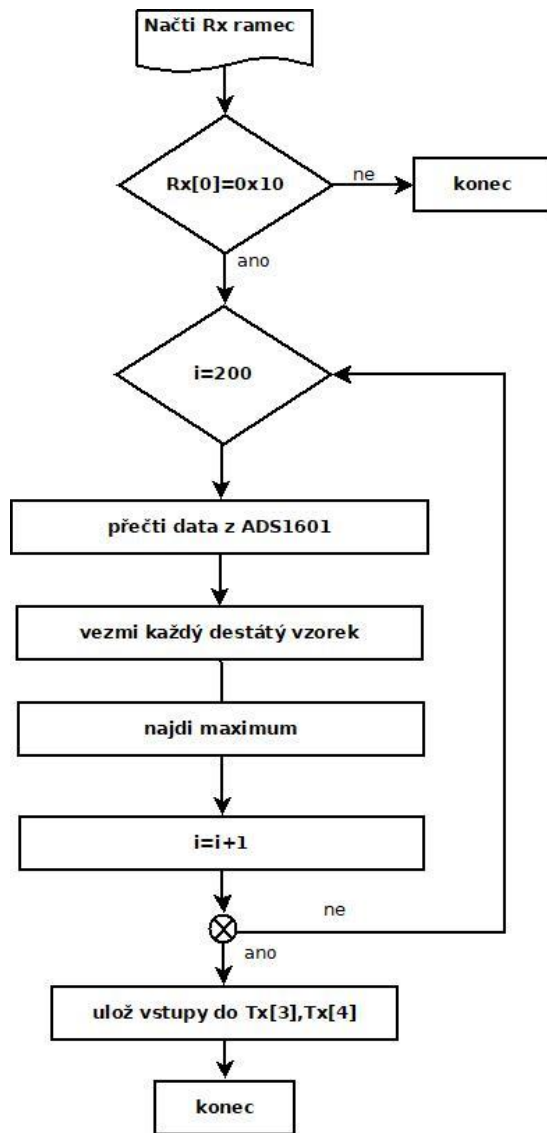 Načti Rx ramec
Rx[0]=0x10
ne
konec
ano
i=200
přečti data z ADS1601
vezmi každý destátý vzorek
najdi maximum
i=i+1
ne
ano
ulož vstupy do Tx[3],Tx[4]
konec